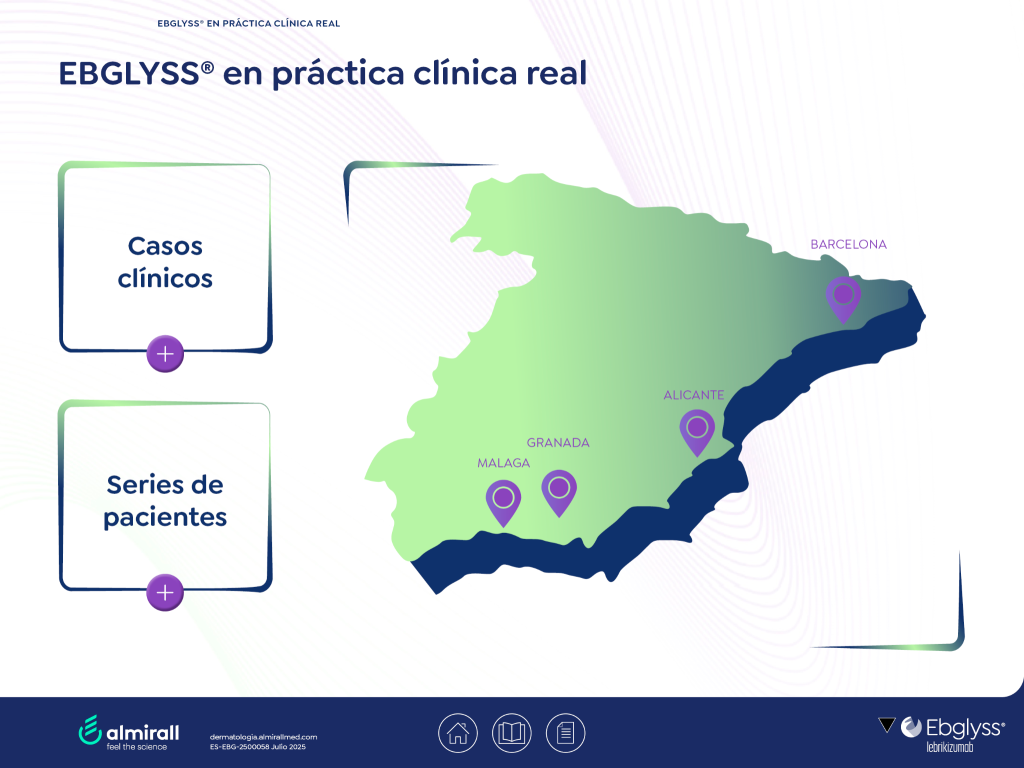 EBGLYSS® EN PRÁCTICA CLÍNICA REAL
EBGLYSS® en práctica clínica real
Casos
clínicos
Series de
pacientes
BARCELONA
ALICANTE
GRANADA
MALAGA
almirall
feel the science
dermatologia.almirallmed.com
ES-EBG-2500058 Julio 2025
Ebglyss®
lebrikizumab